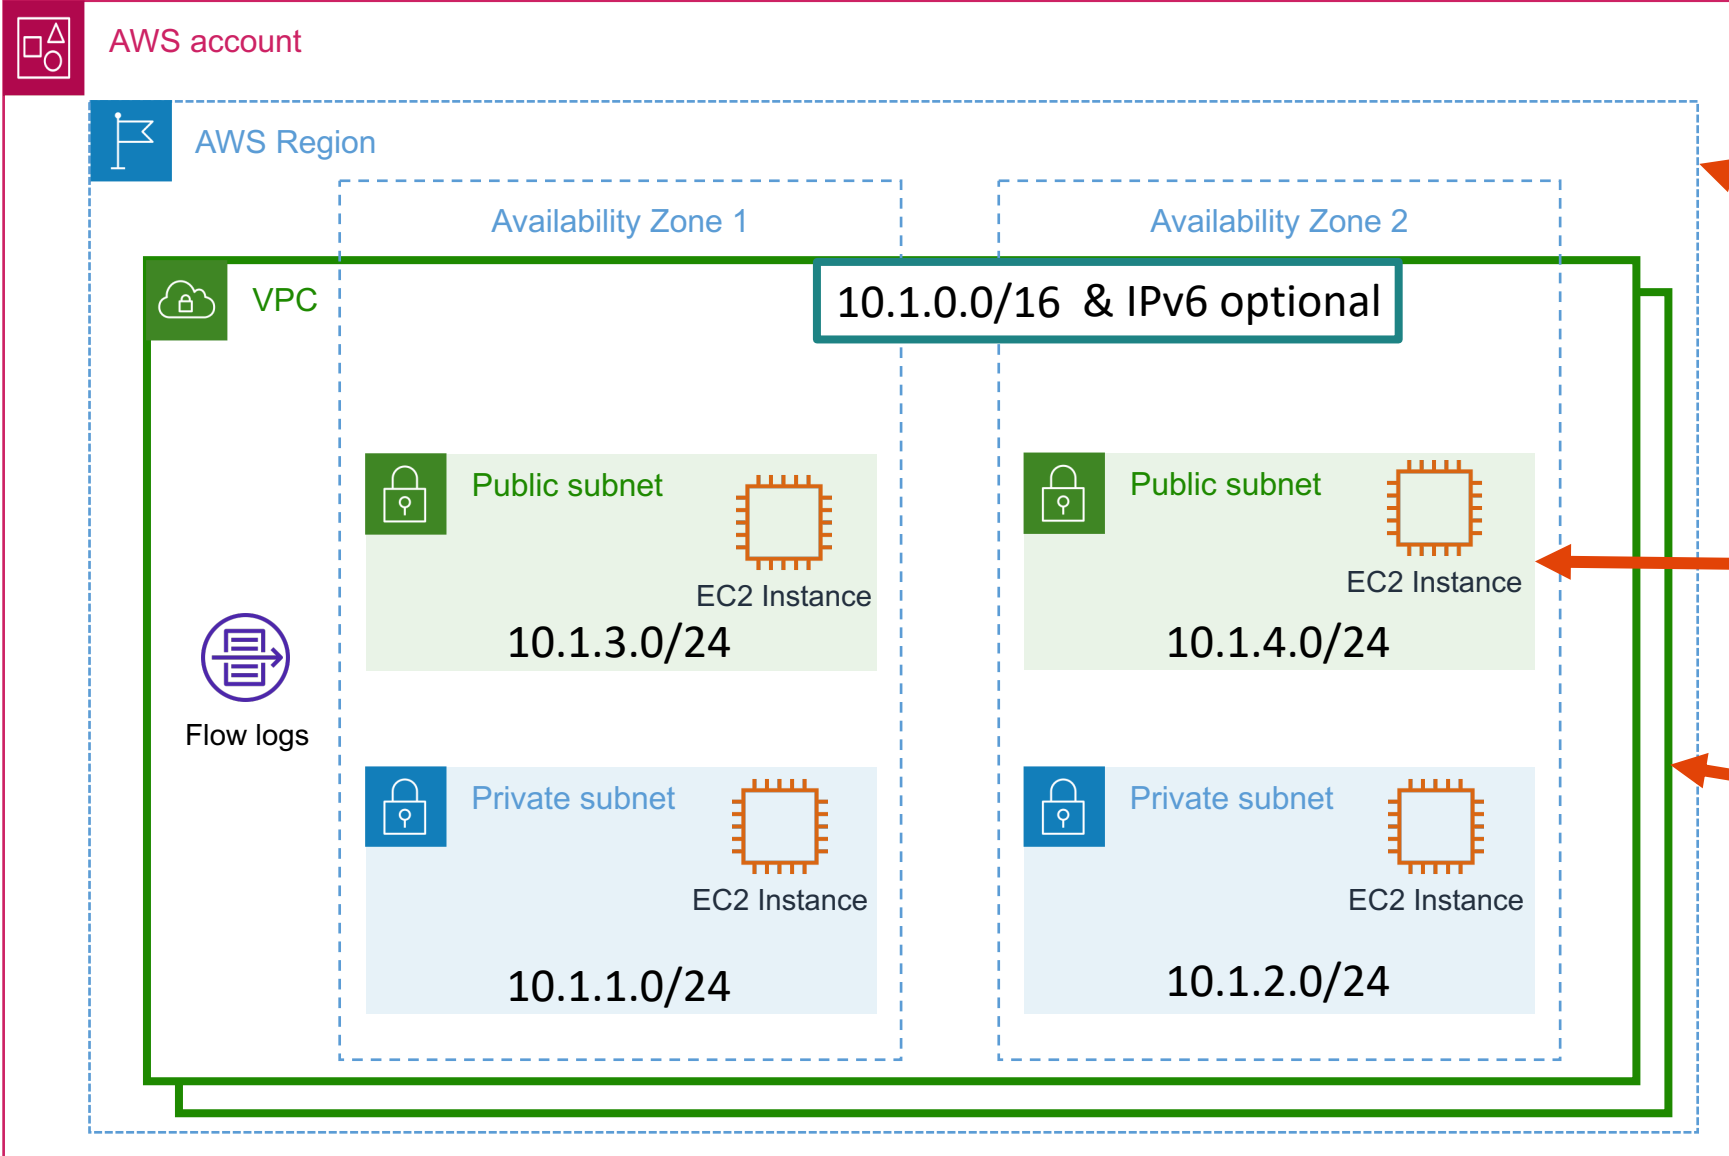 AWS account
AWS Region
Availability Zone 1
Availability Zone 2
VPC
10.1.0.0/16 & IPv6 optional
Public subnet
EC2 Instance
10.1.3.0/24
Public subnet
EC2 Instance
10.1.4.0/24
Flow logs
Private subnet
EC2 Instance
10.1.1.0/24
Private subnet
EC2 Instance
10.1.2.0/24